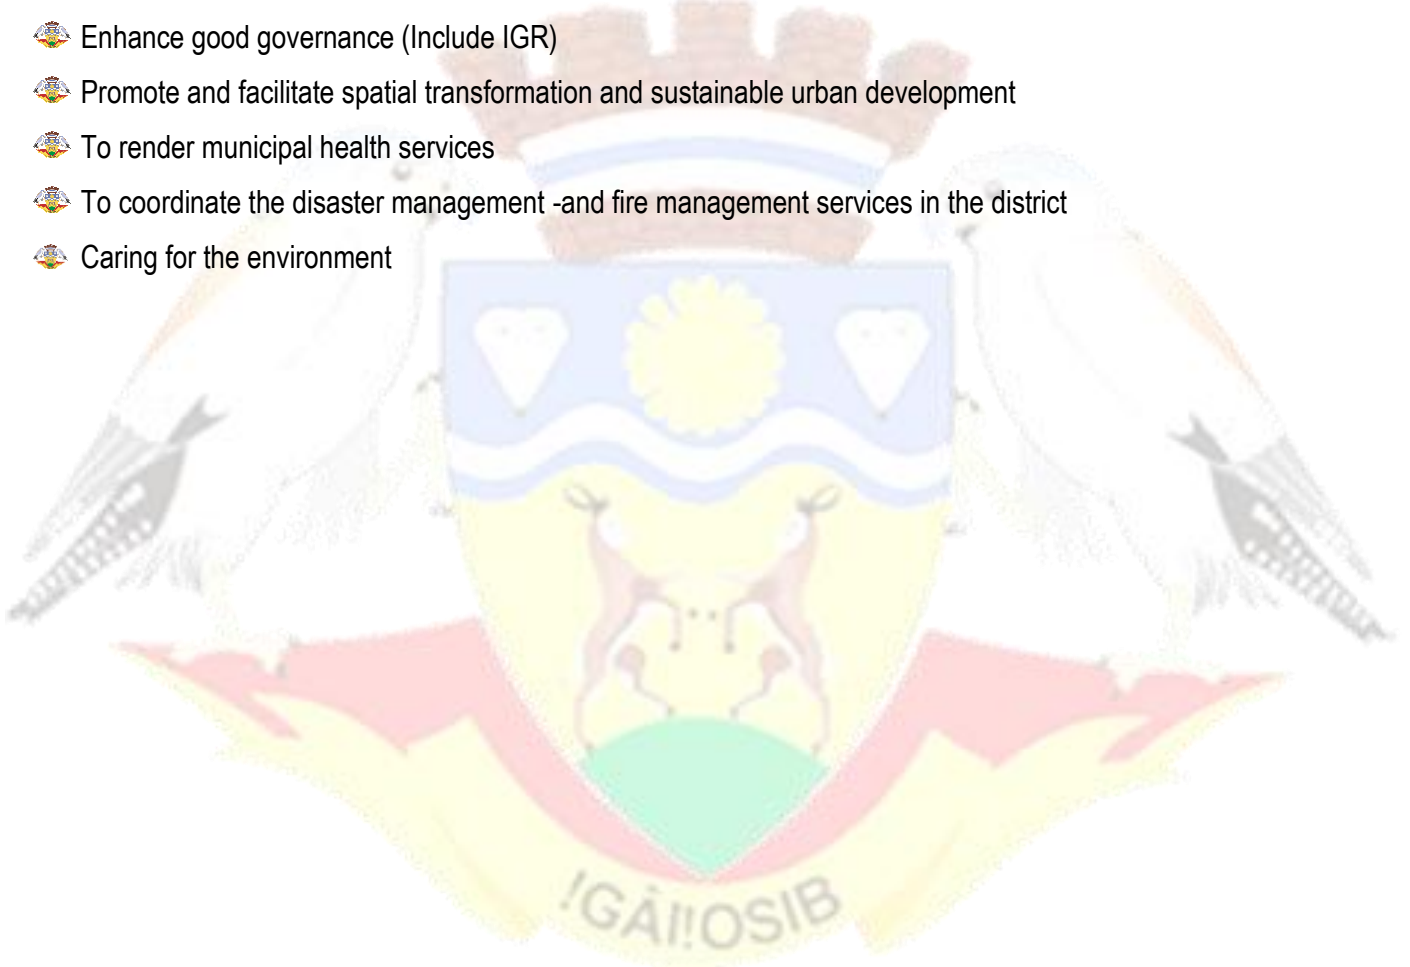 Enhance good governance (Include IGR)
Promote and facilitate spatial transformation and sustainable urban development
To render municipal health services
To coordinate the disaster management -and fire management services in the district
Caring for the environment
!GÂI!!OSIB